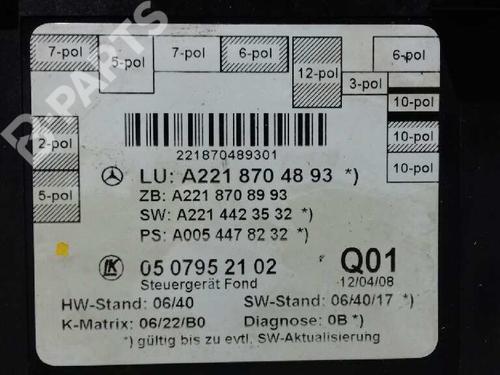 7-pol
5-pol
7-pol
6-pol
12-pol
3-pol
6-pol
10-pol
10-pol
10-pol
2-pol
5-pol
221870489301
LU: A221 870 48 93 *)
ZB: A221 870 89 93
SW: A221 442 35 32 *)
PS: A005 447 82 32 *)
LK
05 0795 21 02
Q01
Steuergerät Fond
12/04/08
HW-Stand: 06/40
SW-Stand: 06/40/17 *)
K-Matrix: 06/22/B0
Diagnose: 0B *)
*) gültig bis zu evtl. SW-Aktualisierung